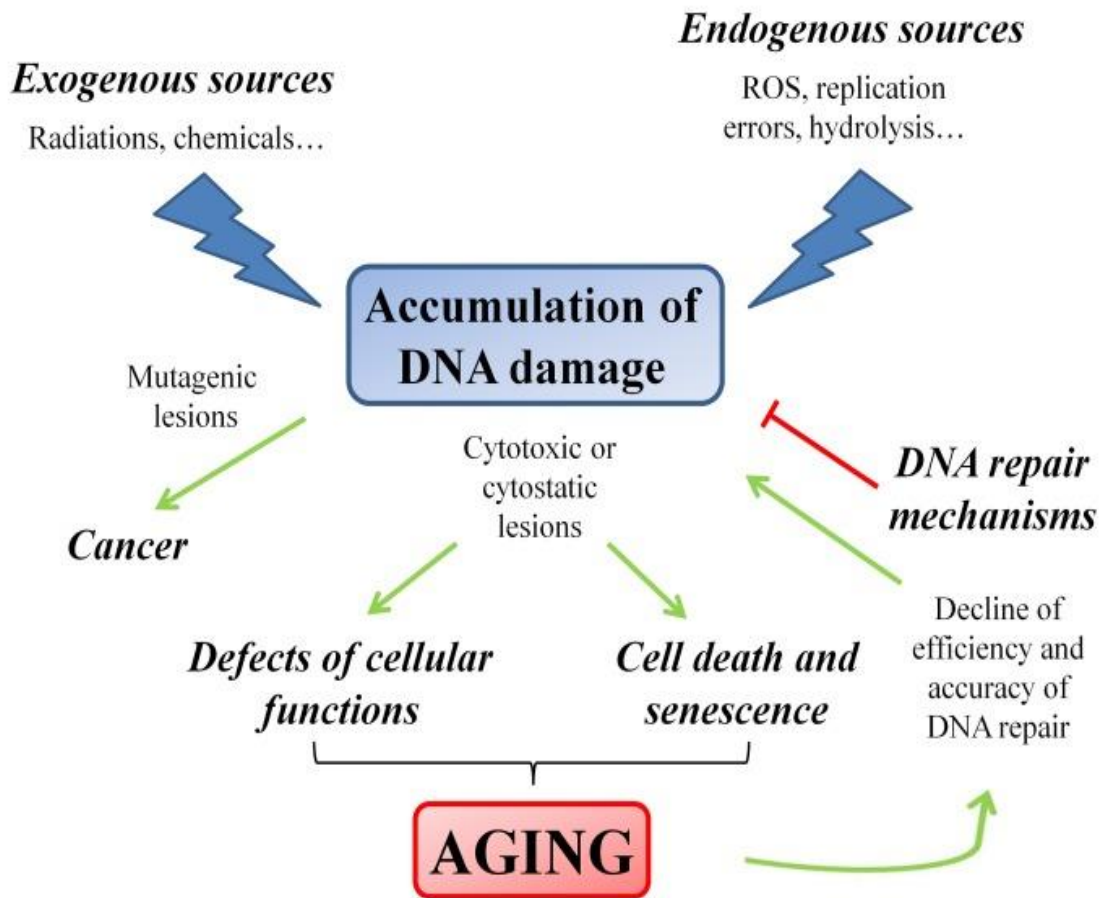 Exogenous sources
Radiations, chemicals…
Endogenous sources
ROS, replication
errors, hydrolysis…
Accumulation of
DNA damage
Mutagenic
lesions
Cytotoxic or
cytostatic
lesions
DNA repair
mechanisms
Cancer
Defects of cellular
functions
Cell death and
senescence
Decline of
efficiency and
accuracy of
DNA repair
AGING